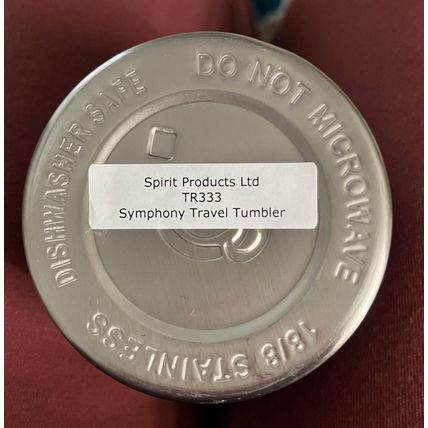 DISHWASHER SAFE
DO NOT MICROWAVE
18/8 STAINLESS
Spirit Products Ltd
TR333
Symphony Travel Tumbler